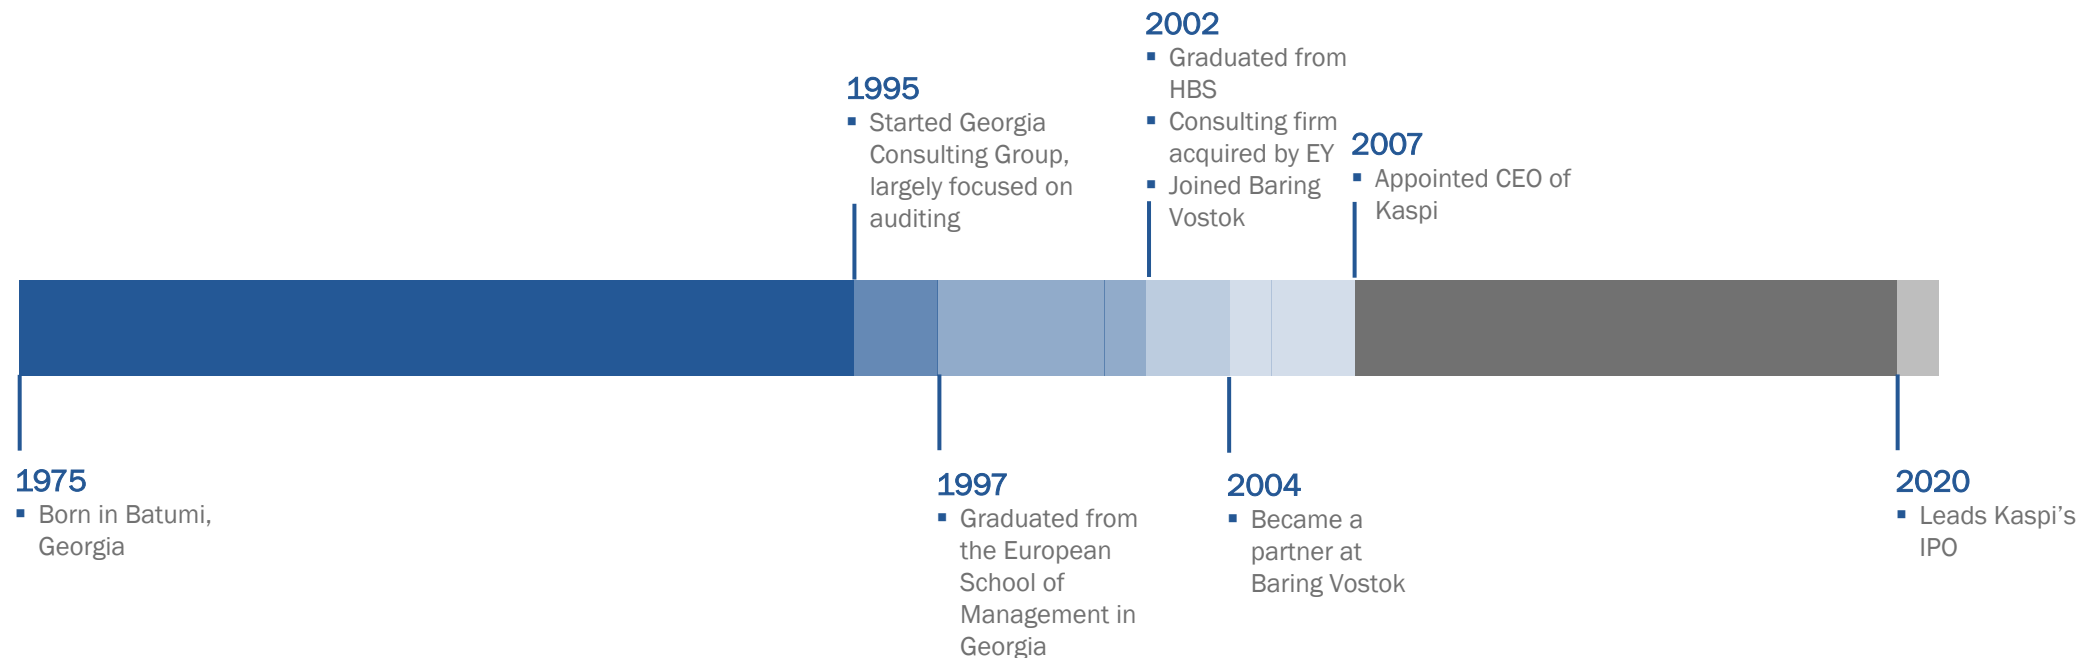 2002
▪ Graduated from
HBS
▪ Consulting firm
acquired by EY
▪ Joined Baring
Vostok
1995
▪ Started Georgia
Consulting Group,
largely focused on
auditing
2007
▪ Appointed CEO of
Kaspi
1975
▪ Born in Batumi,
Georgia
1997
▪ Graduated from
the European
School of
Management in
Georgia
2004
▪ Became a
partner at
Baring Vostok
2020
▪ Leads Kaspi’s
IPO